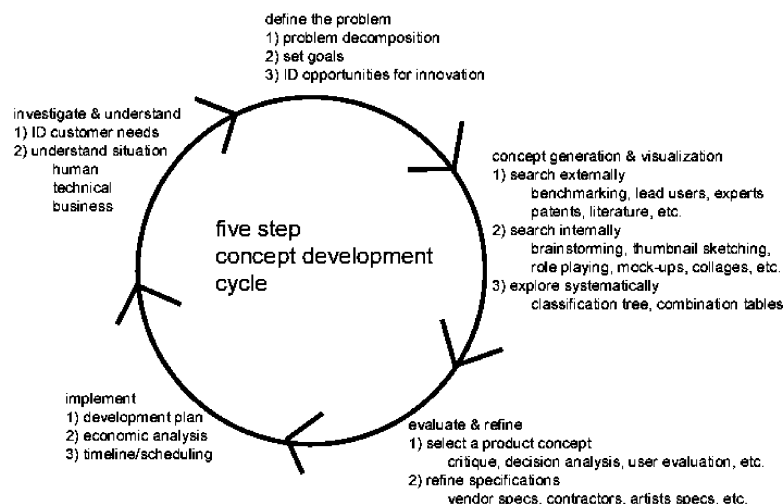 define the problem
1) problem decomposition
2) set goals
3) ID opportunities for innovation
investigate & understand
1) ID customer needs
2) understand situation
human
technical
business
concept generation & visualization
1) search externally
benchmarking, lead users, experts
patents, literature, etc.
2) search internally
brainstorming, thumbnail sketching,
role playing, mock-ups, collages, etc.
3) explore systematically
classification tree, combination tables
five step
concept development
cycle
implement
1) development plan
2) economic analysis
3) timeline/scheduling
evaluate & refine
1) select a product concept
critique, decision analysis, user evaluation, etc.
2) refine specifications
vendor specs, contractors, artists specs, etc.